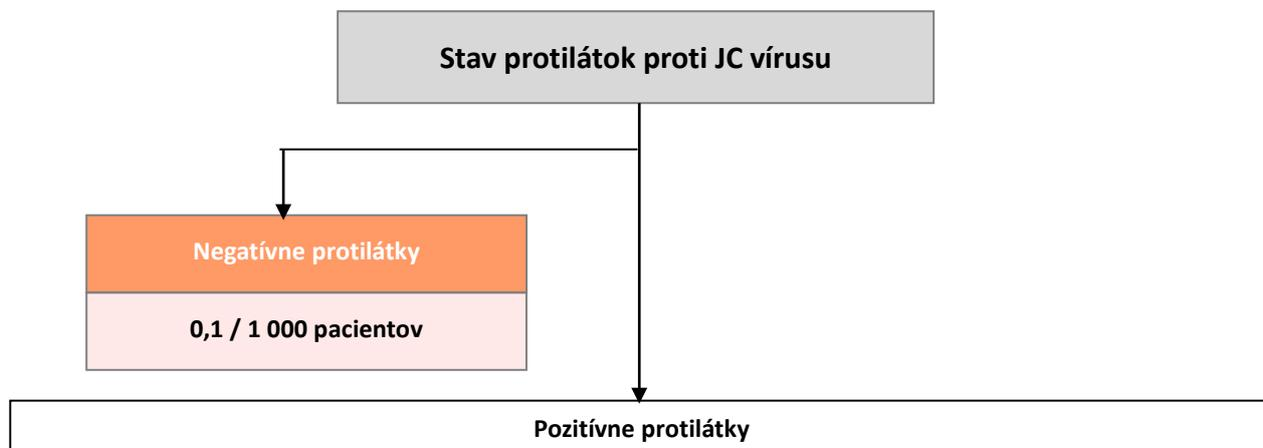 Stav protilátok proti JC vírusu
Negatívne protilátky
0,1 / 1 000 pacientov
Pozitívne protilátky